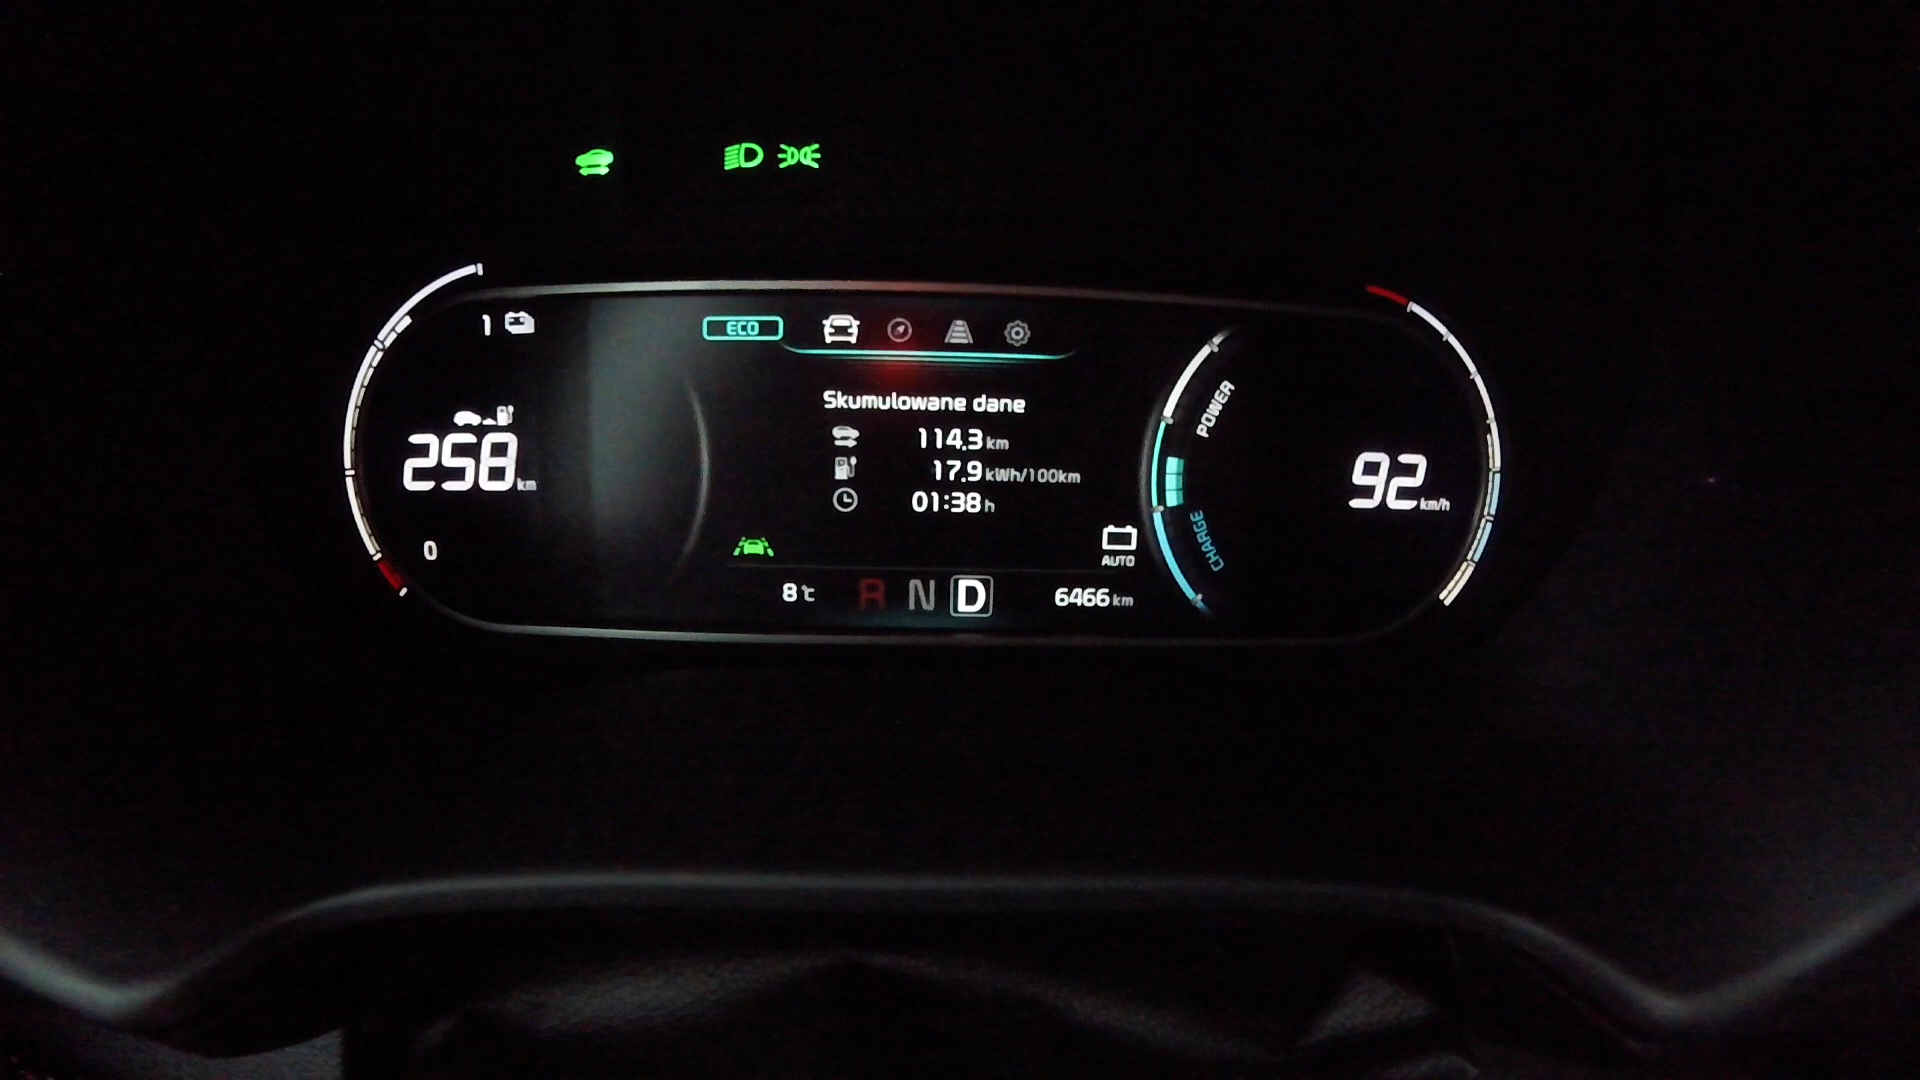 1
258 km
0
ECO
Skumulowane dane
114.3 km
17.9 kWh/100km
01:38 h
AUTO
8°C R N D 6466 km
POWER
CHARGE
92 km/h